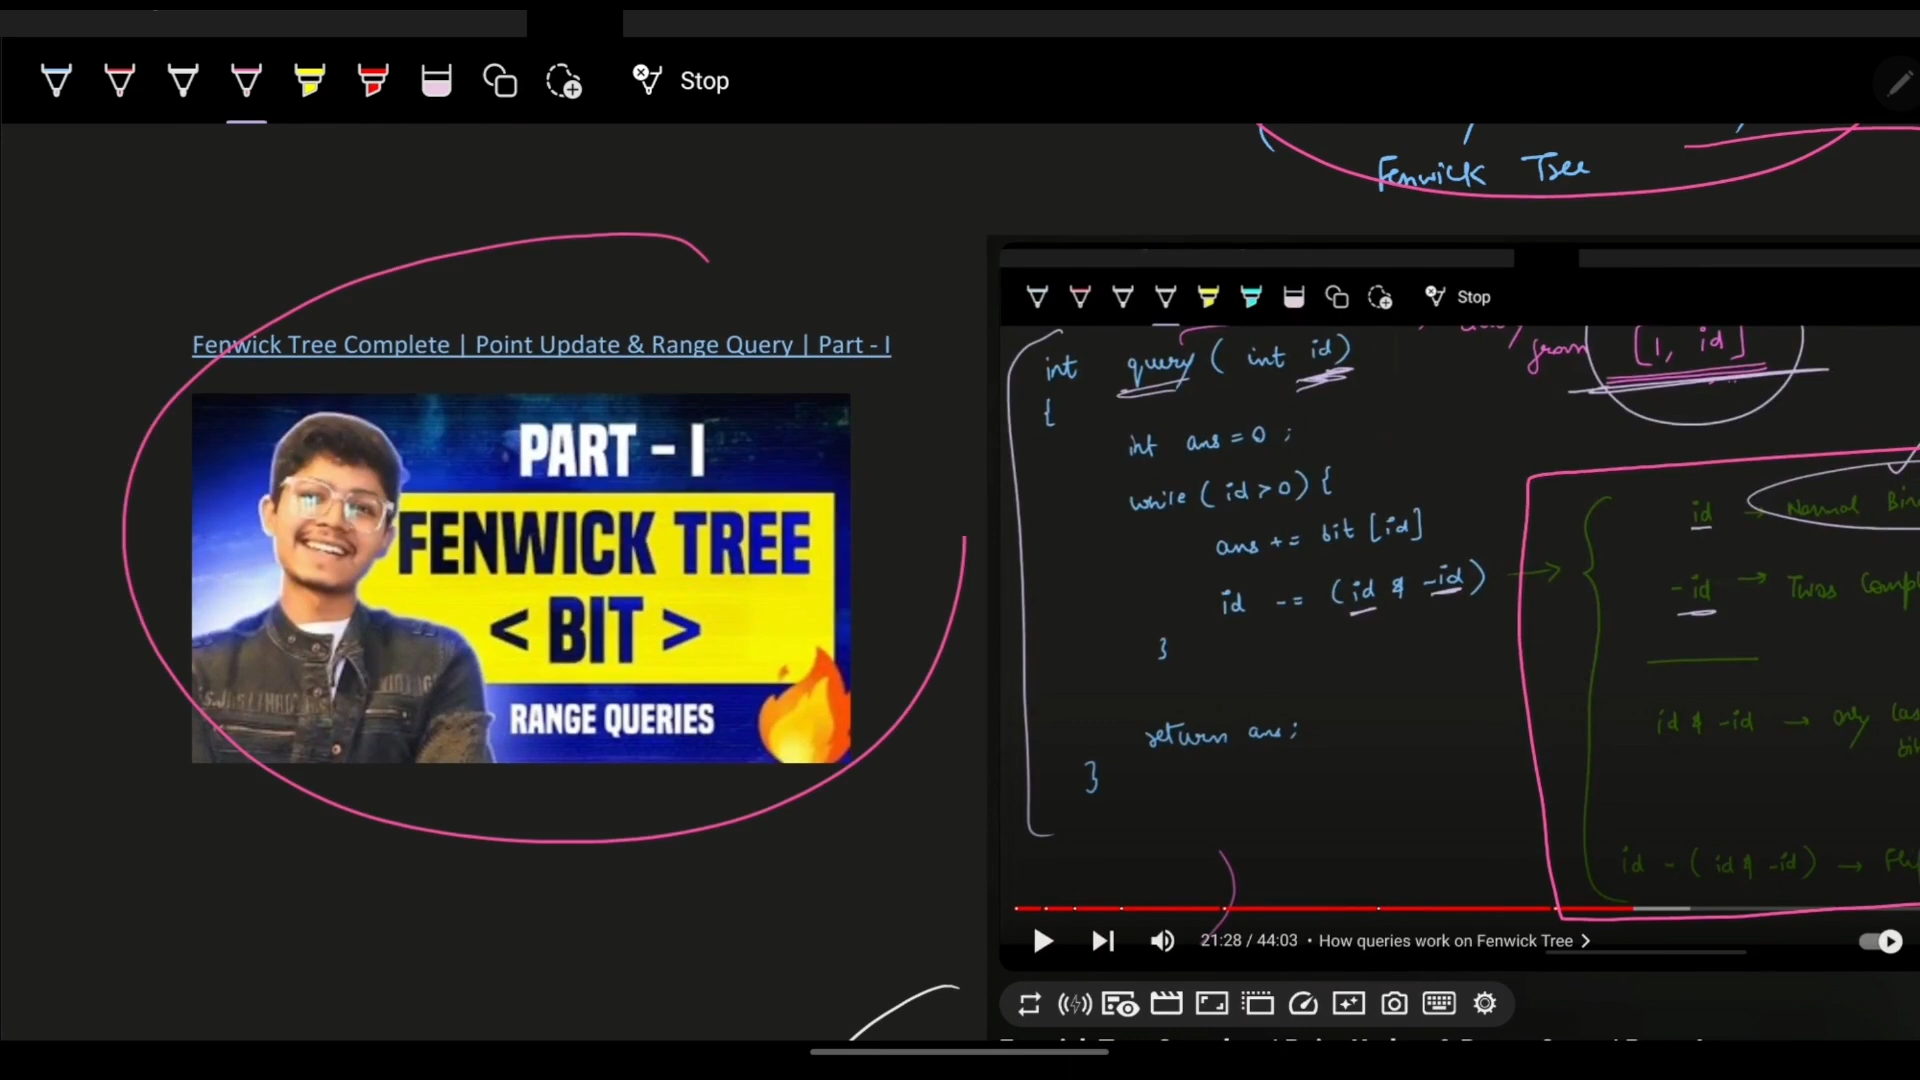 Stop
Fenwick Tree
Fenwick Tree Complete | Point Update & Range Query | Part - I
PART - I
FENWICK TREE
< BIT >
RANGE QUERIES
Stop
from [1, id]
int query ( int id)
{
int ans = 0 ;
while ( id > 0) {
ans += bit [id]
id -= (id & -id)
}
return ans;
}
id → Normal
-id → Twos
id & -id → only
id - ( id & -id) →
21:28 / 44:03 • How queries work on Fenwick Tree